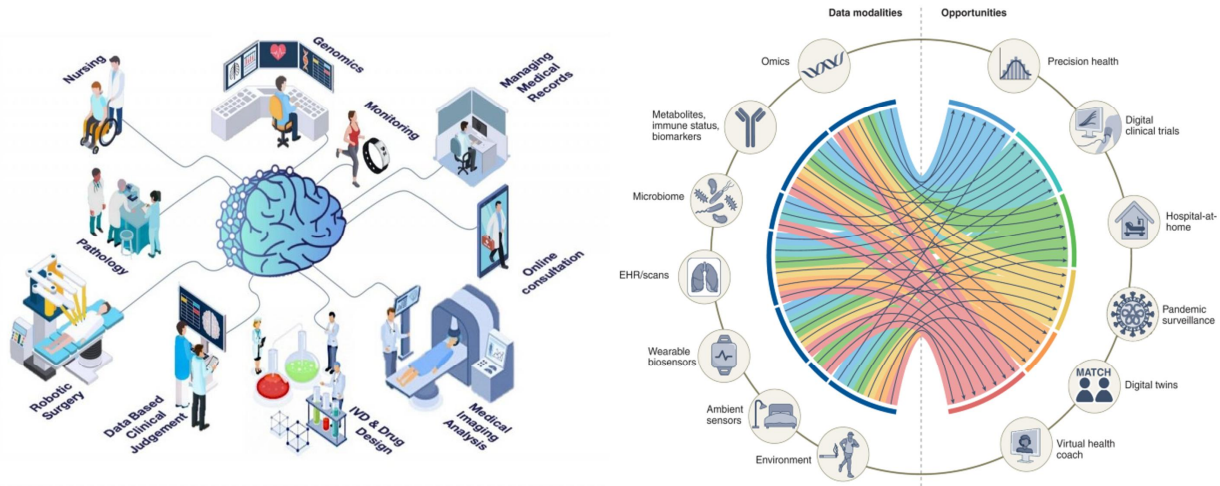 Nursing
Genomics
Monitoring
Managing
Medical
Records
Pathology
Online
consultation
Robotic
Surgery
Data Based
Clinical
Judgement
IVD & Drug
Design
Medical
Imaging
Analysis
Data modalities
Opportunities
Omics
Metabolites,
immune status,
biomarkers
Microbiome
EHR/scans
Wearable
biosensors
Ambient
sensors
Environment
Precision health
Digital
clinical trials
Hospital-at-
home
Pandemic
surveillance
MATCH
Digital twins
Virtual health
coach